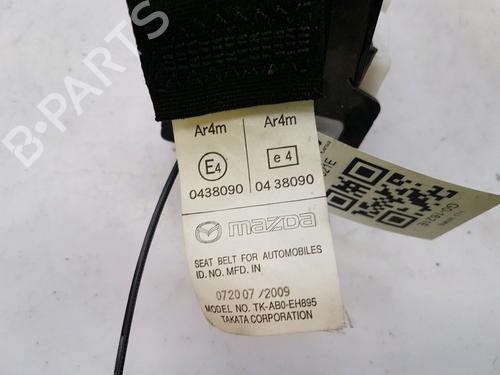 B-PARTS
Ar4m Ar4m
E4 e4
0438090 04 38090
mazda
SEAT BELT FOR AUTOMOBILES
ID. NO. MFD. IN
072007 /2009
MODEL NO. TK-AB0-EH895
TAKATA CORPORATION